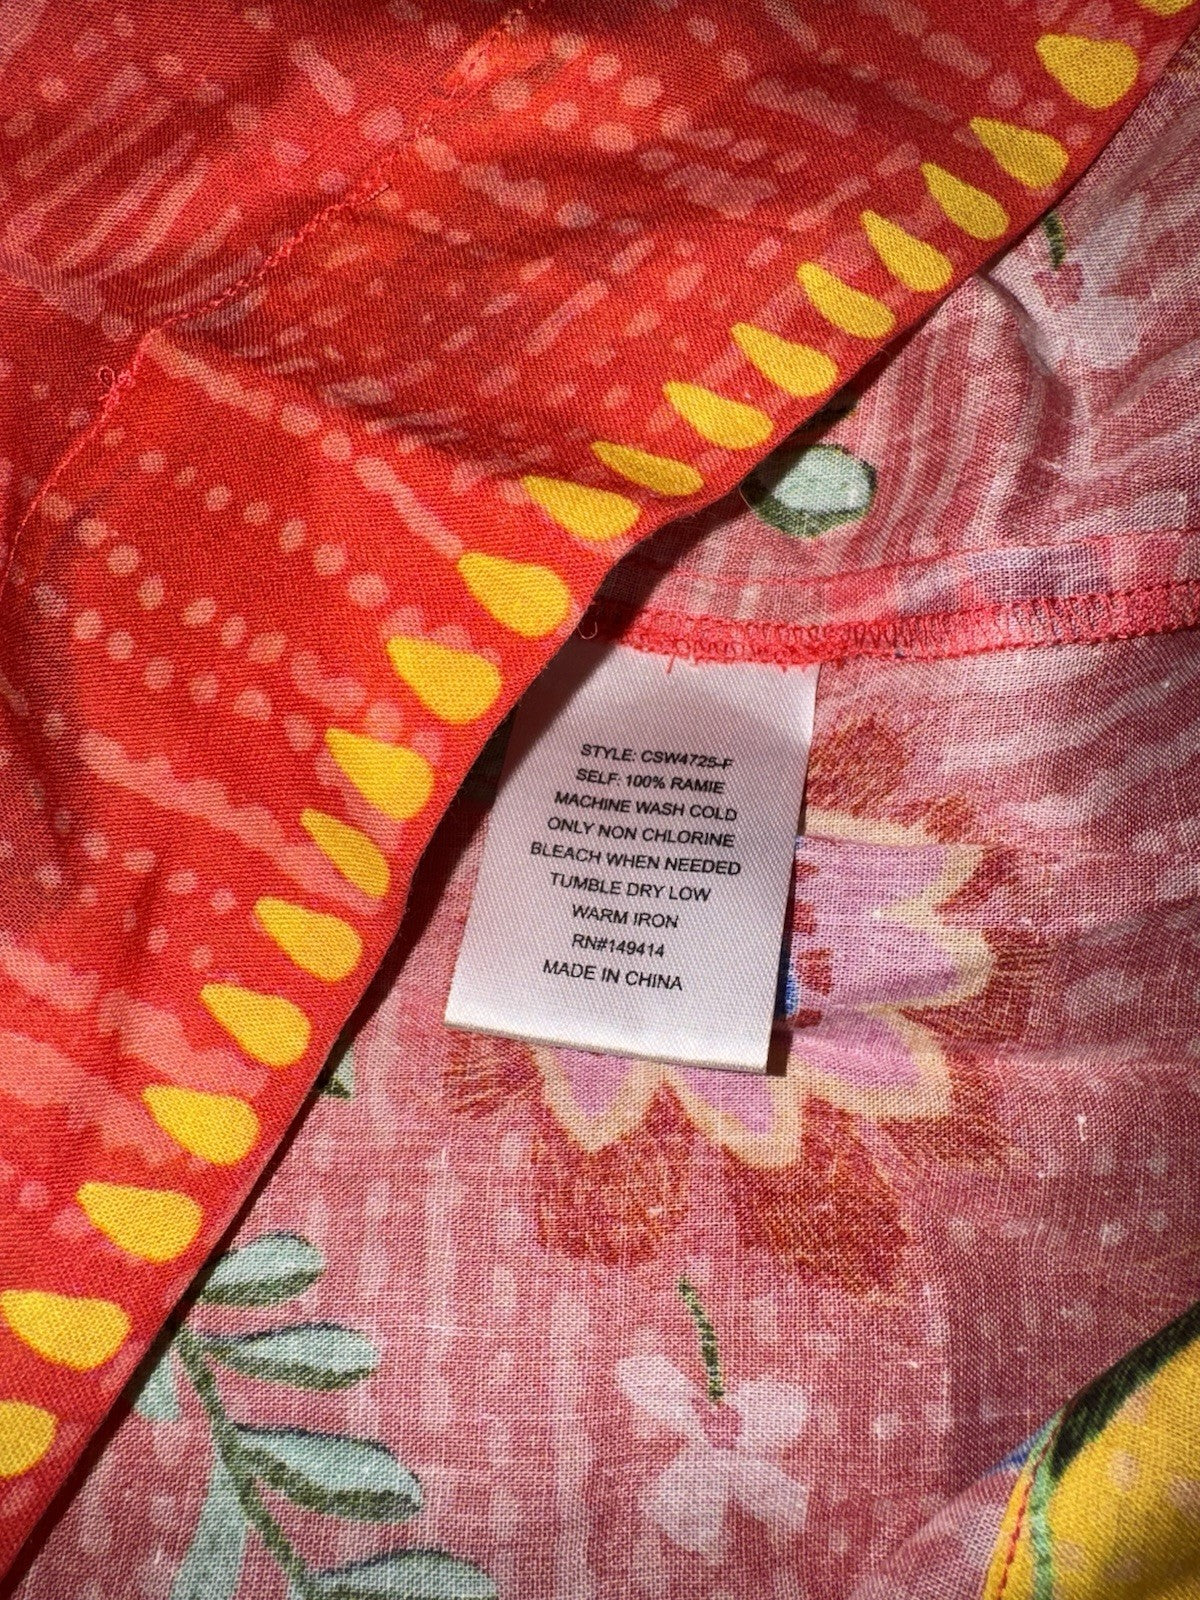 STYLE: CSW4725-F
SELF: 100% RAMIE
MACHINE WASH COLD
ONLY NON CHLORINE
BLEACH WHEN NEEDED
TUMBLE DRY LOW
WARM IRON
RN#149414
MADE IN CHINA